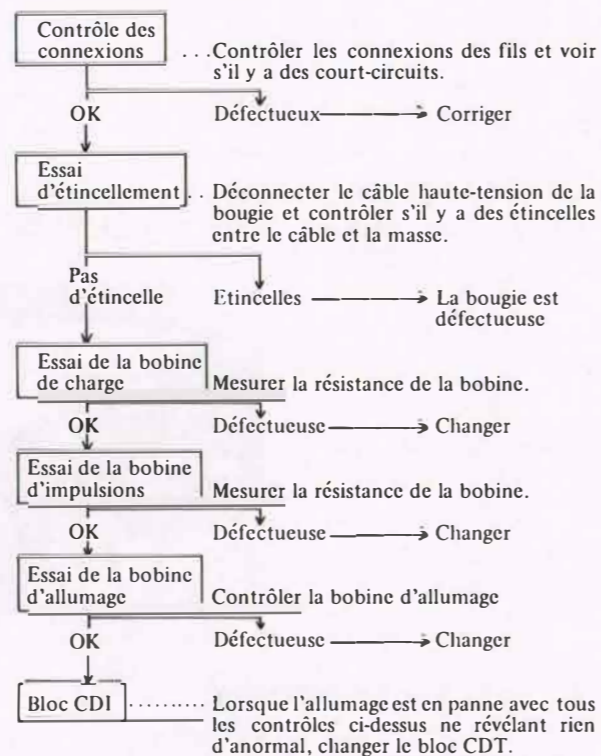 Contrôle des
connexions
. . . Contrôler les connexions des fils et voir
s'il y a des court-circuits.
OK Défectueux Corriger
Essai
d'étincellement
. . Déconnecter le câble haute-tension de la
bougie et contrôler s'il y a des étincelles
entre le câble et la masse.
Pas
d'étincelle
Etincelles La bougie est
défectueuse
Essai de la bobine
de charge
Mesurer la résistance de la bobine.
OK Défectueuse Changer
Essai de la bobine
d'impulsions
Mesurer la résistance de la bobine.
OK Défectueuse Changer
Essai de la bobine
d'allumage
Contrôler la bobine d'allumage
OK Défectueuse Changer
Bloc CDI . . . . . . . . . . Lorsque l'allumage est en panne avec tous
les contrôles ci-dessus ne révélant rien
d'anormal, changer le bloc CDT.